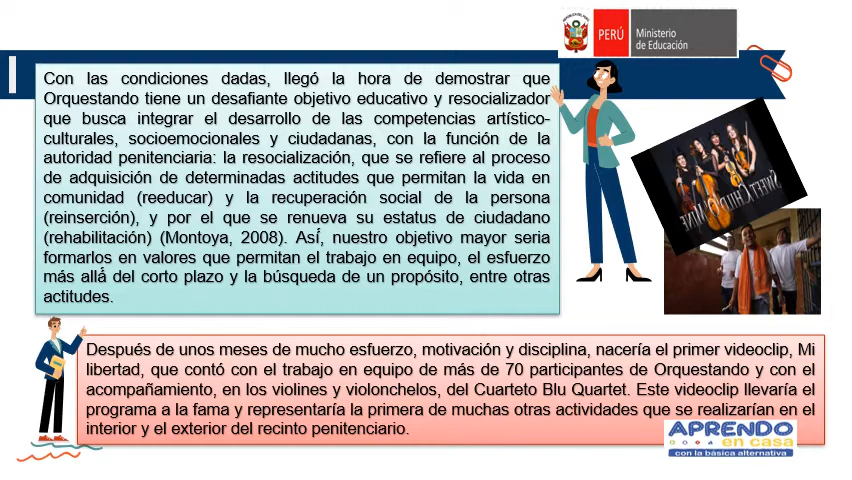 PERÚ
Ministerio
de Educación
Con las condiciones dadas, llegó la hora de demostrar que
Orquestando tiene un desafiante objetivo educativo y resocializador
que busca integrar el desarrollo de las competencias artístico-
culturales, socioemocionales y ciudadanas, con la función de la
autoridad penitenciaria: la resocialización, que se refiere al proceso
de adquisición de determinadas actitudes que permitan la vida en
comunidad (reeducar) y la recuperación social de la persona
(reinserción), y por el que se renueva su estatus de ciudadano
(rehabilitación) (Montoya, 2008). Así, nuestro objetivo mayor seria
formarlos en valores que permitan el trabajo en equipo, el esfuerzo
más allá del corto plazo y la búsqueda de un propósito, entre otras
actitudes.
SWEET CHILD O' MINE
Después de unos meses de mucho esfuerzo, motivación y disciplina, nacería el primer videoclip, Mi
libertad, que contó con el trabajo en equipo de más de 70 participantes de Orquestando y con el
acompañamiento, en los violines y violonchelos, del Cuarteto Blu Quartet. Este videoclip llevaría el
programa a la fama y representaría la primera de muchas otras actividades que se realizarían en el
interior y el exterior del recinto penitenciario.
APRENDO
en casa
con la básica alternativa